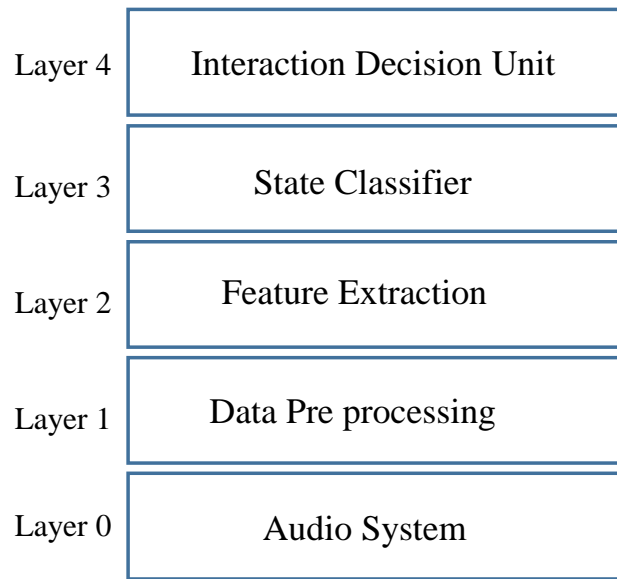 Layer 4 Interaction Decision Unit
Layer 3 State Classifier
Layer 2 Feature Extraction
Layer 1 Data Pre processing
Layer 0 Audio System